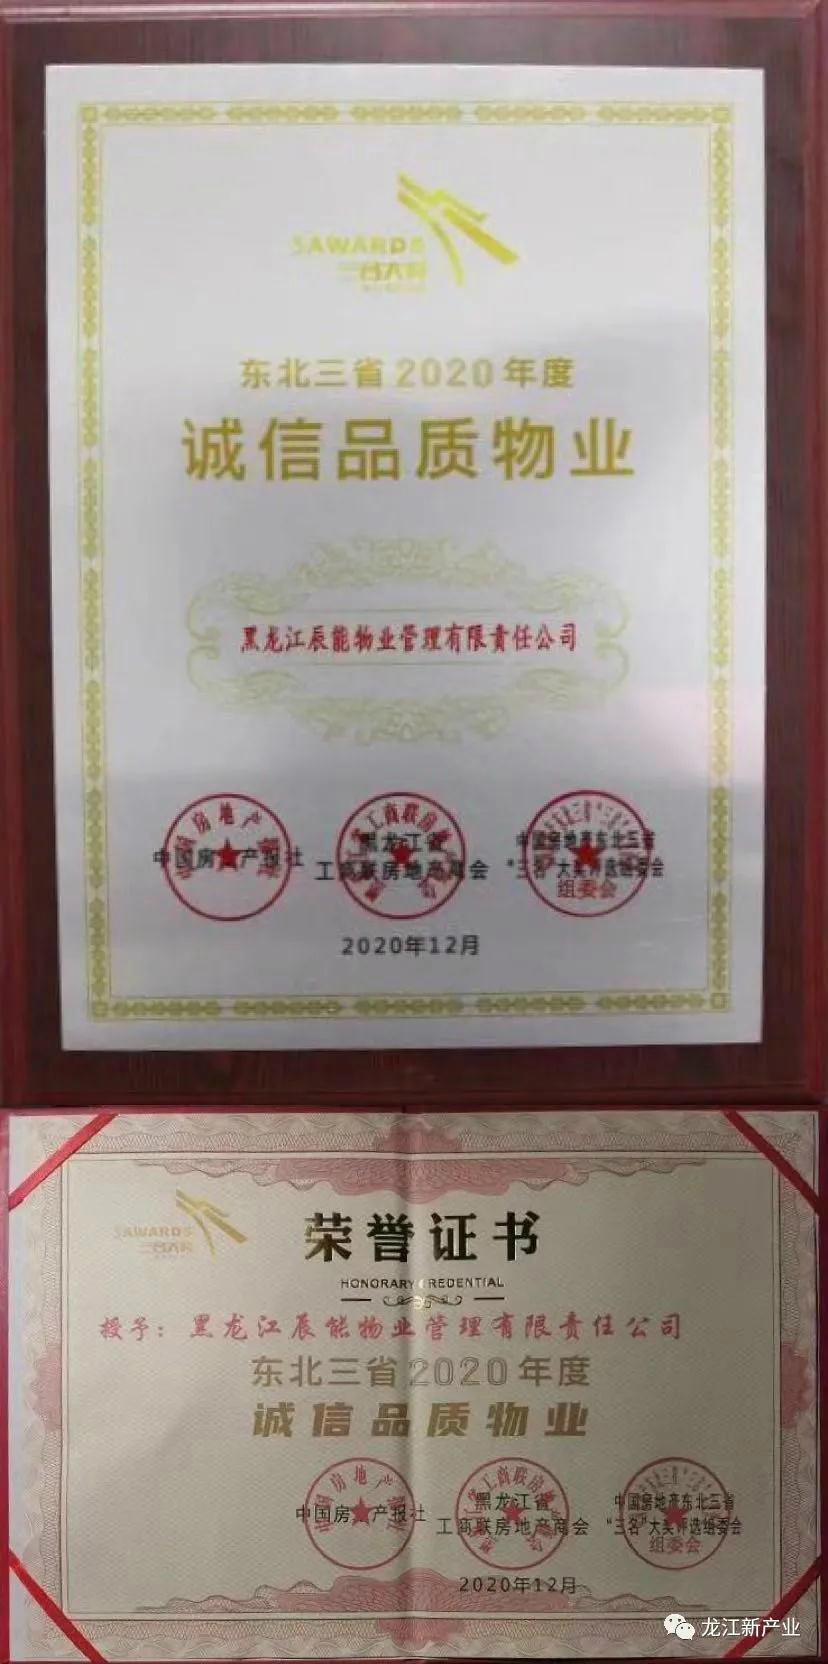 SAWARDS
三名大奖
东北三省2020年度
诚信品质物业
黑龙江辰能物业管理有限责任公司
中国房地产报社
黑龙江省
工商联房地产商会
中国房地产东北三省
“三名”大奖评选组委会
组委会
2020年12月
SAWARDS
三名大奖
荣誉证书
HONORARY CREDENTIAL
授予：黑龙江辰能物业管理有限责任公司
东北三省2020年度
诚信品质物业
中国房地产报社
黑龙江省
工商联房地产商会
中国房地产东北三省
“三名”大奖评选组委会
组委会
2020年12月
龙江新产业